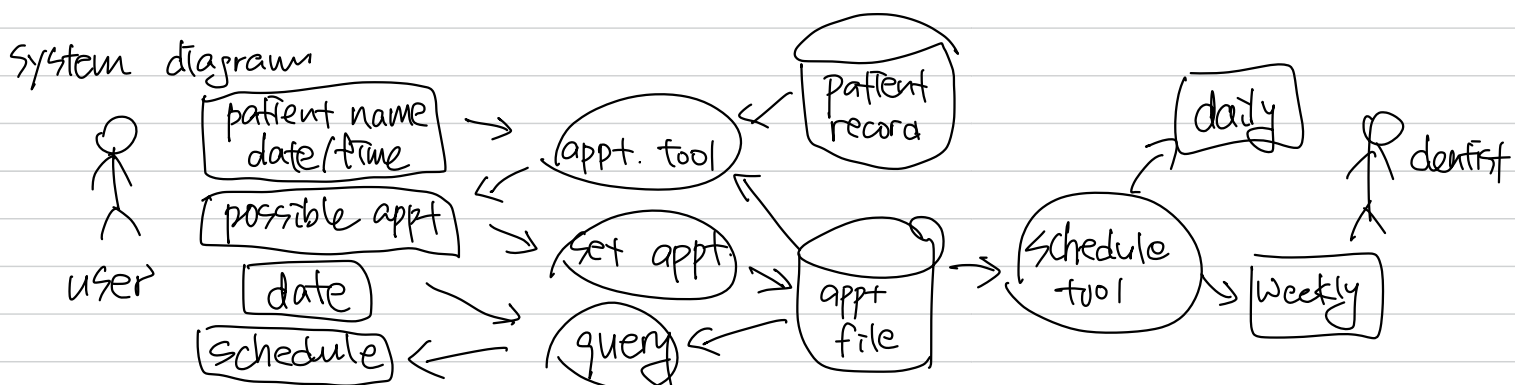 system diagram
patient name
date/time
appt. tool
patient
record
daily
dentist
possible appt
set appt.
appt
file
schedule
tool
weekly
user
date
query
schedule